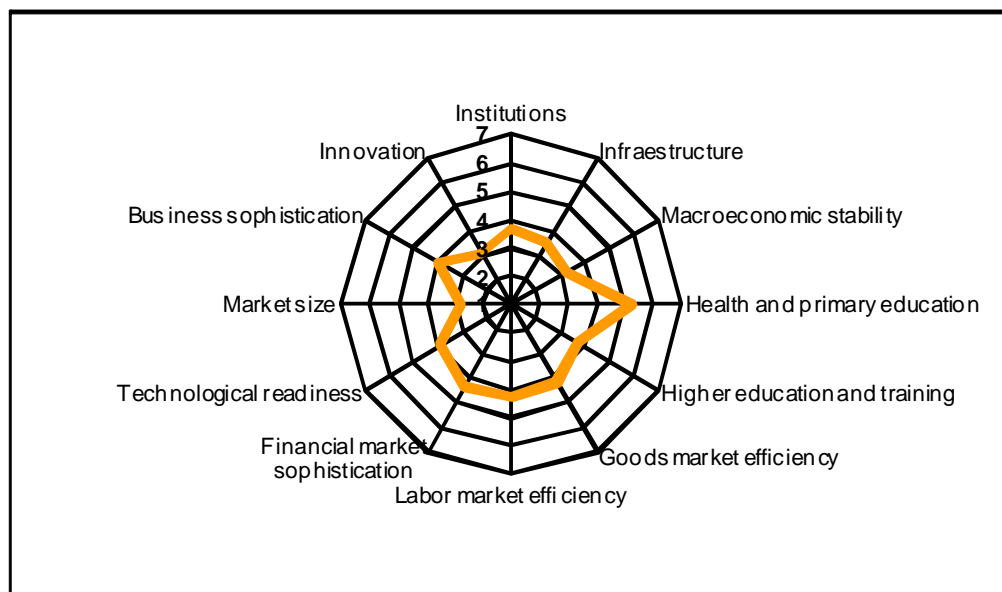 Institutions
7
Innovation
Infraestructure
6
5
Business sophistication
Macroeconomic stability
4
3
2
Market size
1
Health and primary education
Technological readiness
Higher education and training
Financial market
sophistication
Goods market efficiency
Labor market efficiency